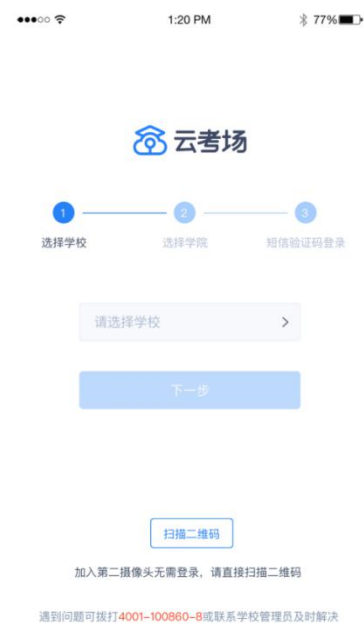 1:20 PM
77%
云考场
1
2
3
选择学校
选择学院
短信验证码登录
请选择学校
下一步
扫描二维码
加入第二摄像头无需登录，请直接扫描二维码
遇到问题可拨打4001-100860-8或联系学校管理员及时解决